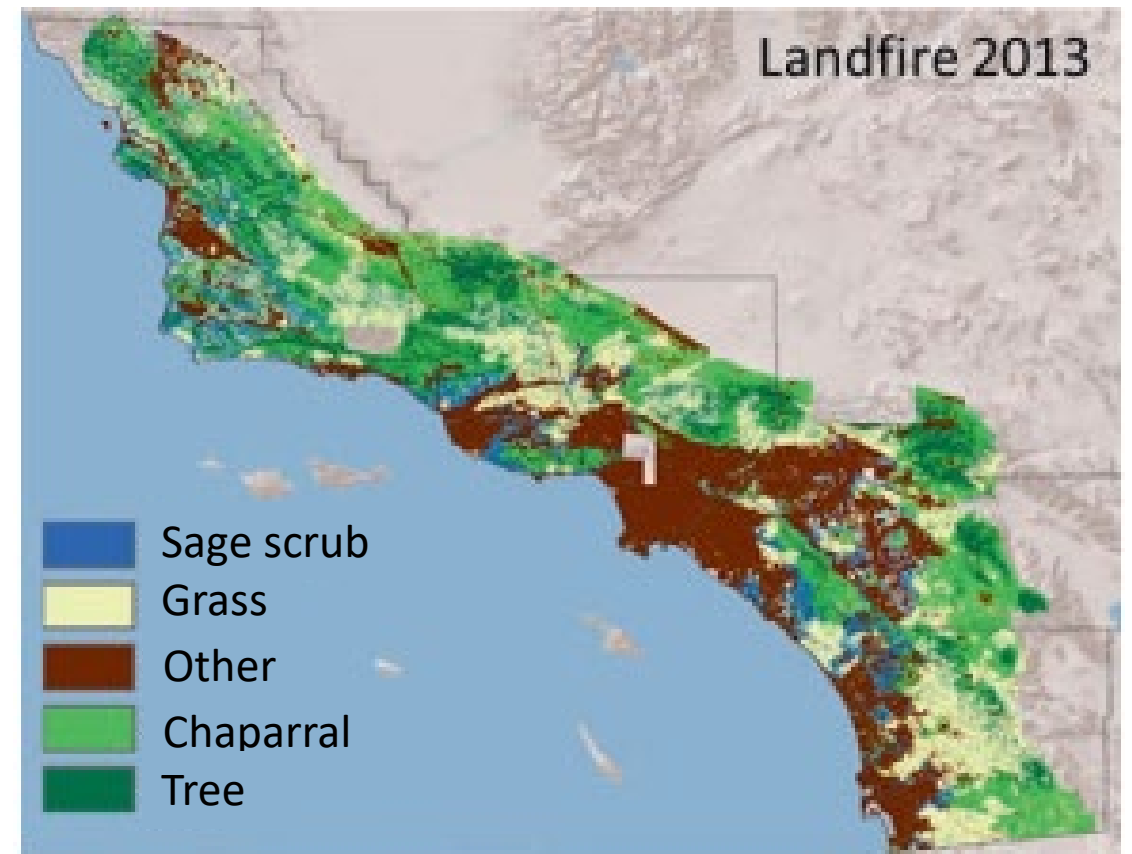 Landfire 2013
Sage scrub
Grass
Other
Chaparral
Tree